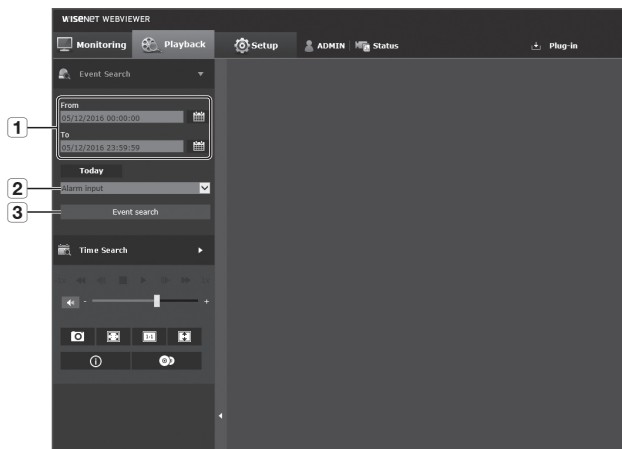 WISENET WEBVIEWER
Monitoring Playback Setup ADMIN Status Plug-in
Event Search
From
05/12/2016 00:00:00
1
To
05/12/2016 23:59:59
Today
2 Alarm input
3 Event search
Time Search
- +
1:1